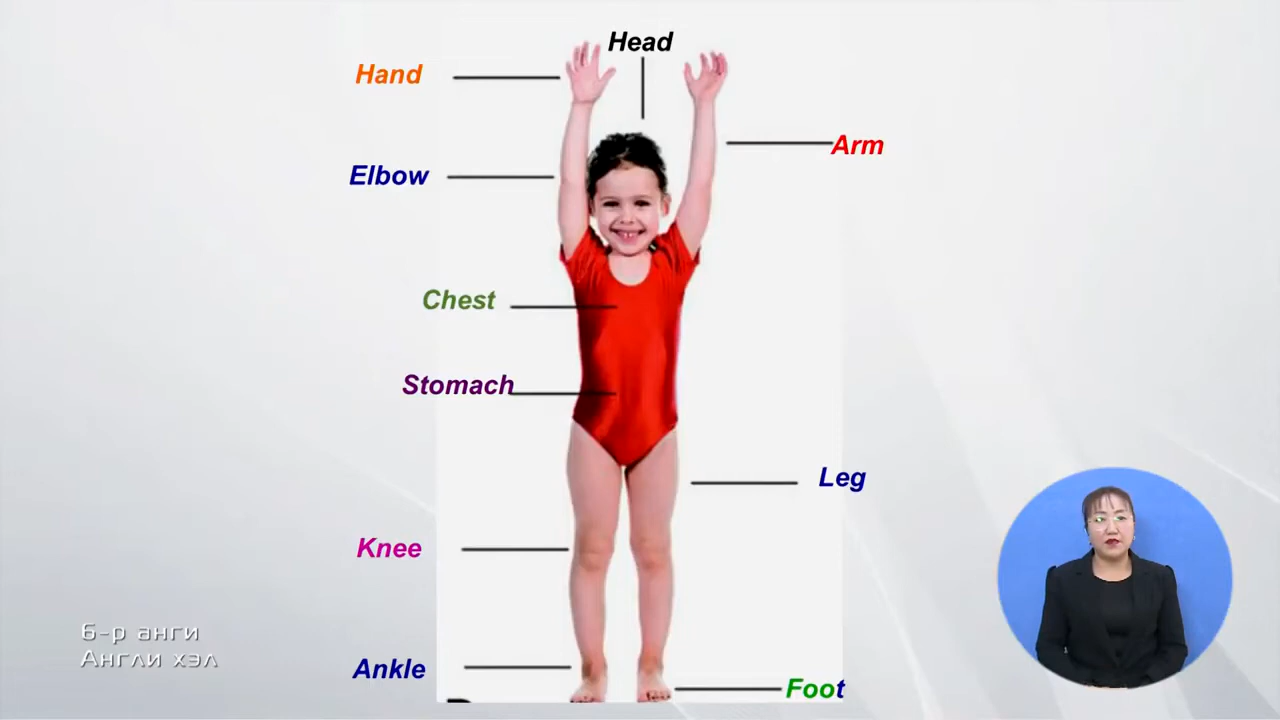 Head
Hand
Arm
Elbow
Chest
Stomach
Leg
Knee
Ankle
Foot
6-р анги
Англи хэл